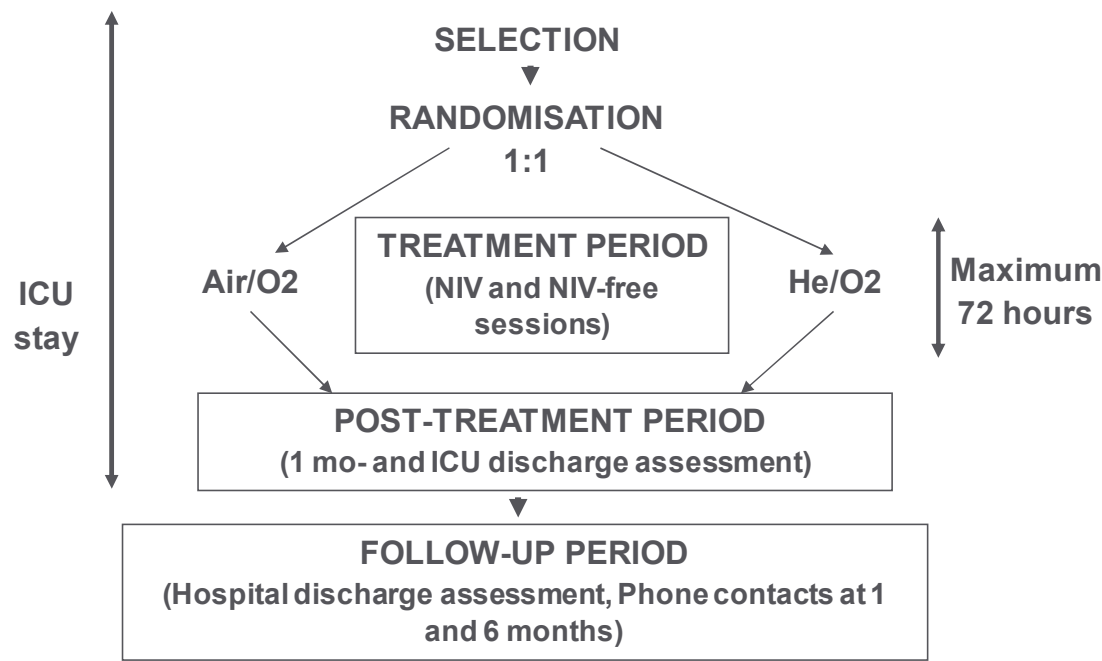 SELECTION
RANDOMISATION
1:1
TREATMENT PERIOD
(NIV and NIV-free
sessions)
Air/O2
He/O2
Maximum
72 hours
ICU
stay
POST-TREATMENT PERIOD
(1 mo- and ICU discharge assessment)
FOLLOW-UP PERIOD
(Hospital discharge assessment, Phone contacts at 1
and 6 months)